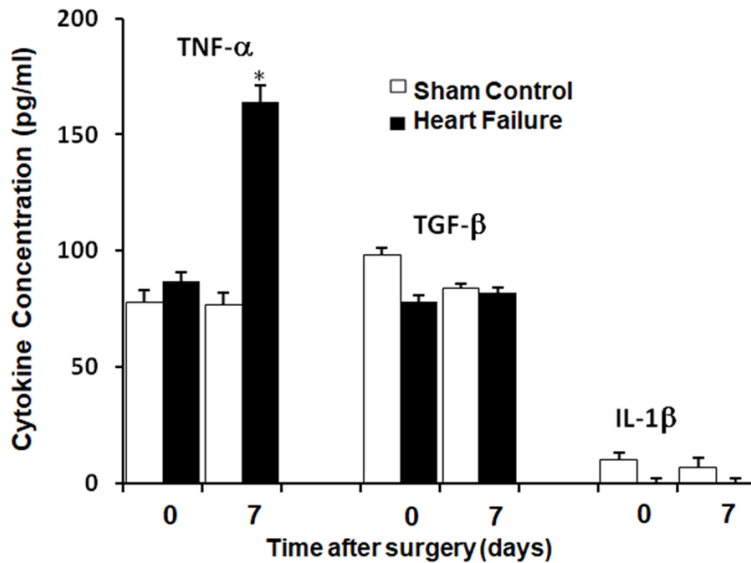 Cytokine Concentration (pg/ml)
200
150
100
50
0
TNF-α
*
Sham Control
Heart Failure
TGF-β
IL-1β
0 7 0 7 0 7
Time after surgery (days)